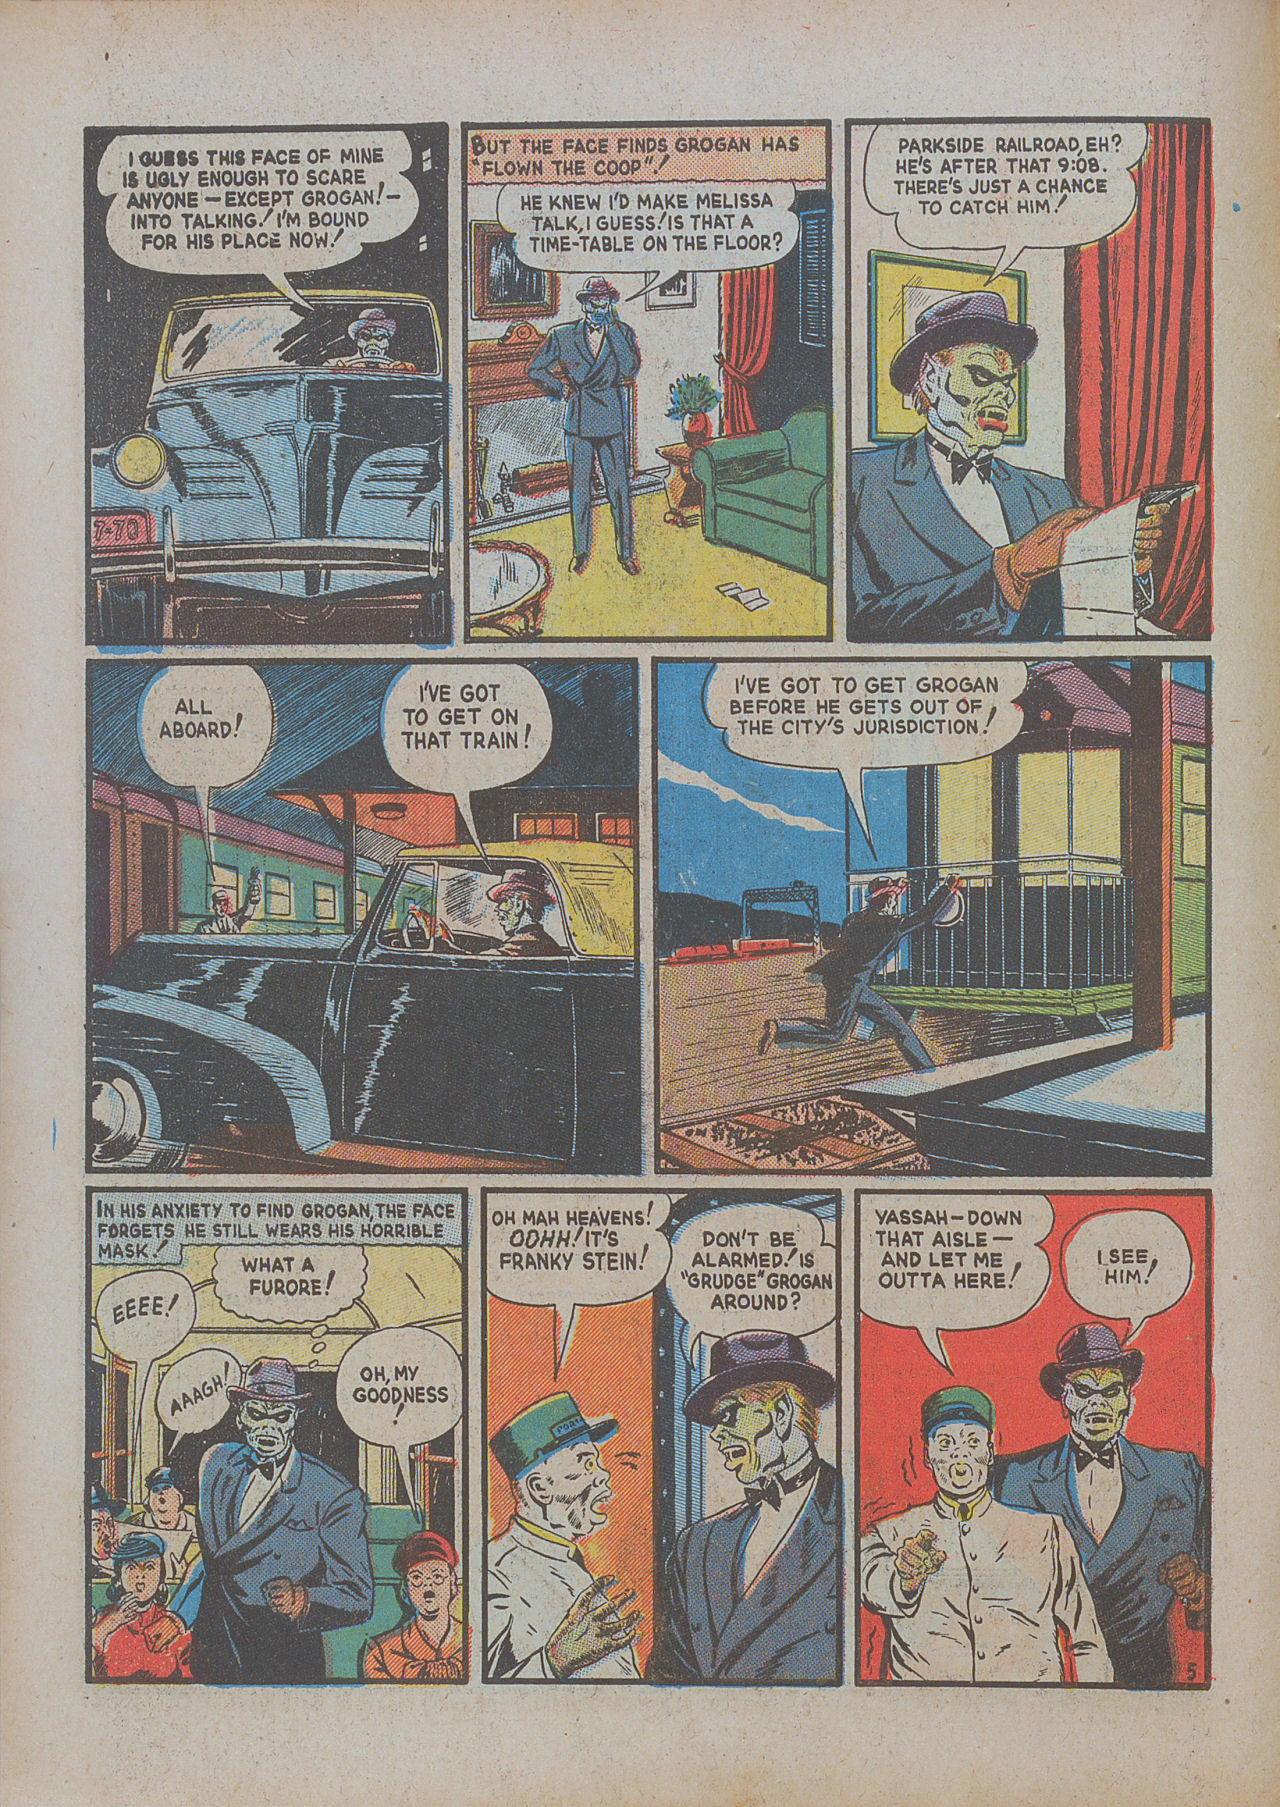 I GUESS THIS FACE OF MINE
IS UGLY ENOUGH TO SCARE
ANYONE — EXCEPT GROGAN! —
INTO TALKING! I'M BOUND
FOR HIS PLACE NOW!
7-70
BUT THE FACE FINDS GROGAN HAS
"FLOWN THE COOP"!
HE KNEW I'D MAKE MELISSA
TALK, I GUESS! IS THAT A
TIME-TABLE ON THE FLOOR?
PARKSIDE RAILROAD, EH?
HE'S AFTER THAT 9:08.
THERE'S JUST A CHANCE
TO CATCH HIM!
ALL
ABOARD!
I'VE GOT
TO GET ON
THAT TRAIN!
I'VE GOT TO GET GROGAN
BEFORE HE GETS OUT OF
THE CITY'S JURISDICTION!
IN HIS ANXIETY TO FIND GROGAN, THE FACE
FORGETS HE STILL WEARS HIS HORRIBLE
MASK!
WHAT A
FURORE!
EEEE!
AAAGH!
OH, MY
GOODNESS
!
OH MAH HEAVENS!
OOHH! IT'S
FRANKY STEIN!
DON'T BE
ALARMED! IS
"GRUDGE" GROGAN
AROUND?
YASSAH — DOWN
THAT AISLE —
AND LET ME
OUTTA HERE!
I SEE
HIM!
5